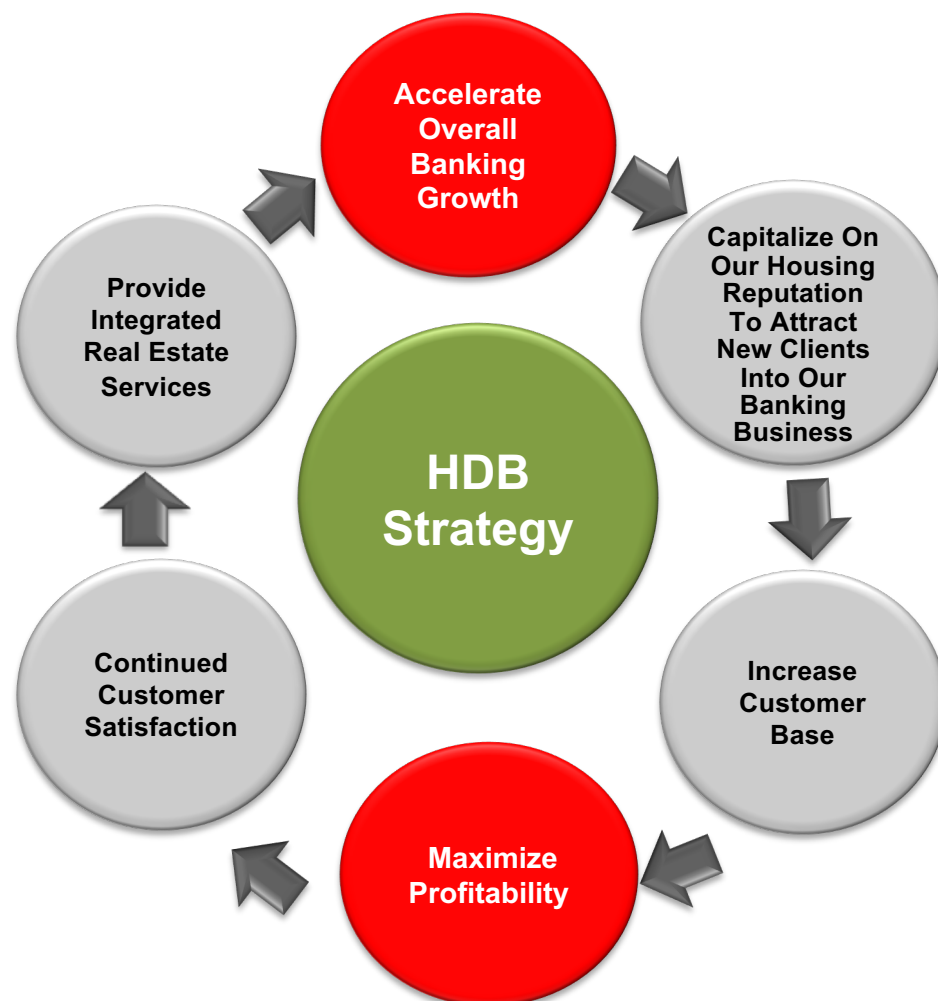 Accelerate
Overall
Banking
Growth
Capitalize On
Our Housing
Reputation
To Attract
New Clients
Into Our
Banking
Business
Provide
Integrated
Real Estate
Services
HDB
Strategy
Continued
Customer
Satisfaction
Increase
Customer
Base
Maximize
Profitability